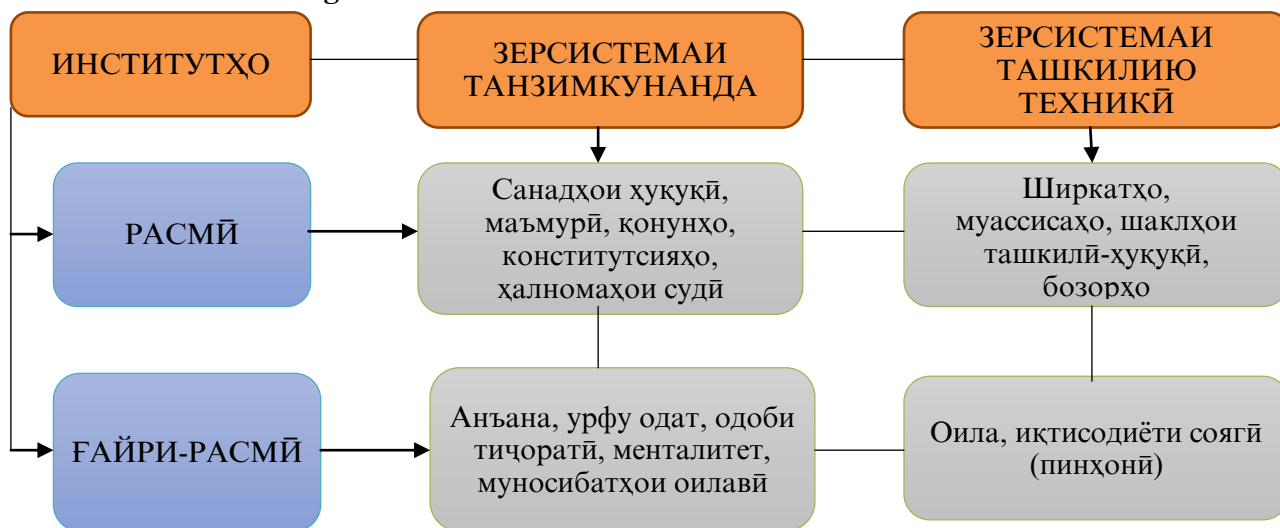 ИНСТИТУТҲО
ЗЕРСИСТЕМАИ
ТАНЗИМКУНАНДА
ЗЕРСИСТЕМАИ
ТАШКИЛИЮ
ТЕХНИКӢ
РАСМӢ
Санадҳои ҳуқуқӣ,
маъмурӣ, қонунҳо,
конститутсияҳо,
ҳалномаҳои судӣ
Ширкатҳо,
муассисаҳо, шаклҳои
ташкилӣ-ҳуқуқӣ,
бозорҳо
ҒАЙРИ-РАСМӢ
Анъана, урфу одат, одоби
тиҷоратӣ, менталитет,
муносибатҳои оилавӣ
Оила, иқтисодиёти соягӣ
(пинҳонӣ)